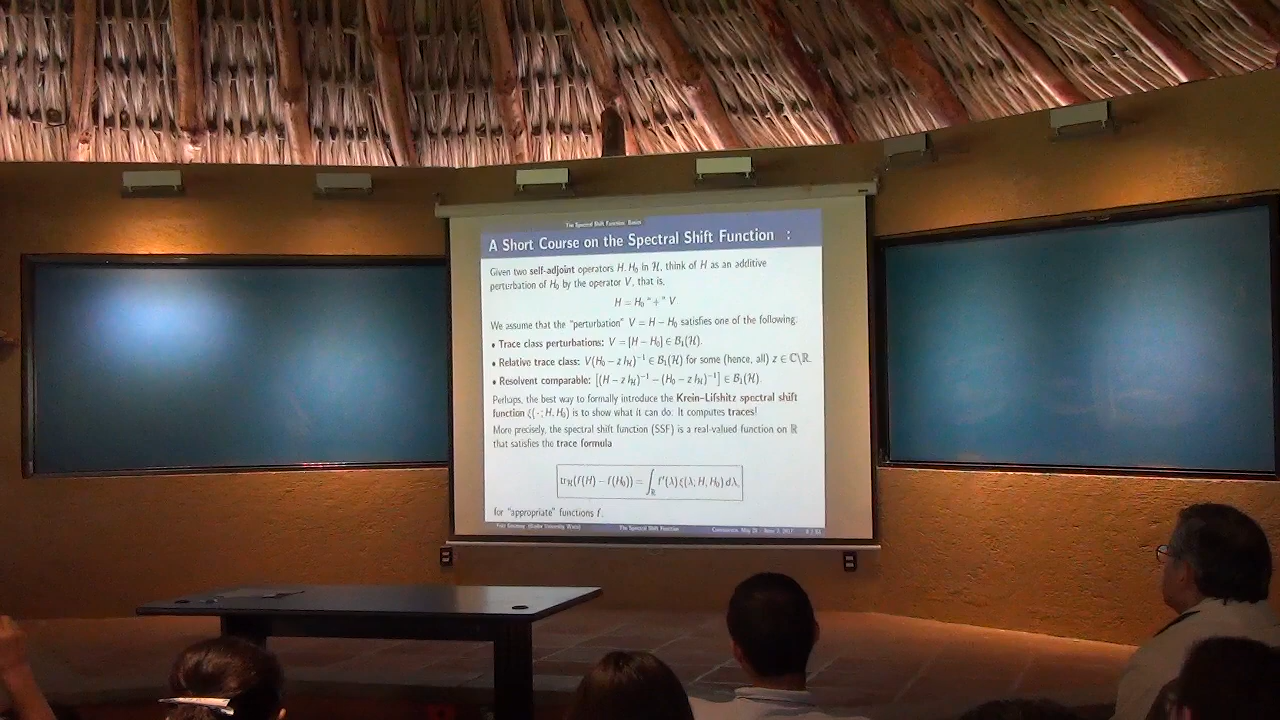 The Spectral Shift Function: Basics
A Short Course on the Spectral Shift Function :
Given two self-adjoint operators H, H₀ in ℋ, think of H as an additive
perturbation of H₀ by the operator V, that is,
H = H₀ “+” V
We assume that the “perturbation” V = H − H₀ satisfies one of the following:
• Trace class perturbations: V = [H − H₀] ∈ ℬ₁(ℋ).
• Relative trace class: V(H₀ − z I_ℋ)⁻¹ ∈ ℬ₁(ℋ) for some (hence, all) z ∈ ℂ\ℝ.
• Resolvent comparable: [(H − z I_ℋ)⁻¹ − (H₀ − z I_ℋ)⁻¹] ∈ ℬ₁(ℋ).
Perhaps, the best way to formally introduce the Krein–Lifshitz spectral shift
function ξ( · ; H, H₀) is to show what it can do: It computes traces!
More precisely, the spectral shift function (SSF) is a real-valued function on ℝ
that satisfies the trace formula
tr_ℋ(f(H) − f(H₀)) = ∫_ℝ f′(λ) ξ(λ; H, H₀) dλ,
for “appropriate” functions f.
The Spectral Shift Function